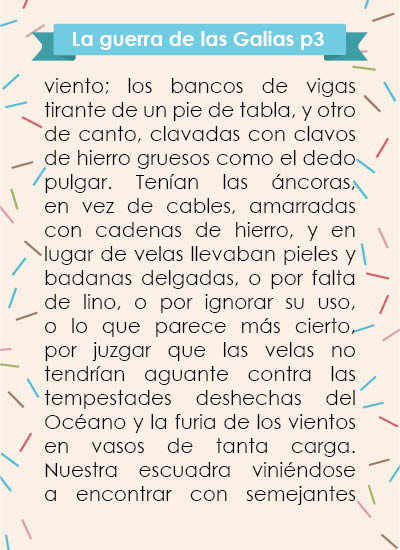 La guerra de las Galias p3
viento; los bancos de vigas
tirante de un pie de tabla, y otro
de canto, clavadas con clavos
de hierro gruesos como el dedo
pulgar. Tenían las áncoras,
en vez de cables, amarradas
con cadenas de hierro, y en
lugar de velas llevaban pieles y
badanas delgadas, o por falta
de lino, o por ignorar su uso,
o lo que parece más cierto,
por juzgar que las velas no
tendrían aguante contra las
tempestades deshechas del
Océano y la furia de los vientos
en vasos de tanta carga.
Nuestra escuadra viniéndose
a encontrar con semejantes